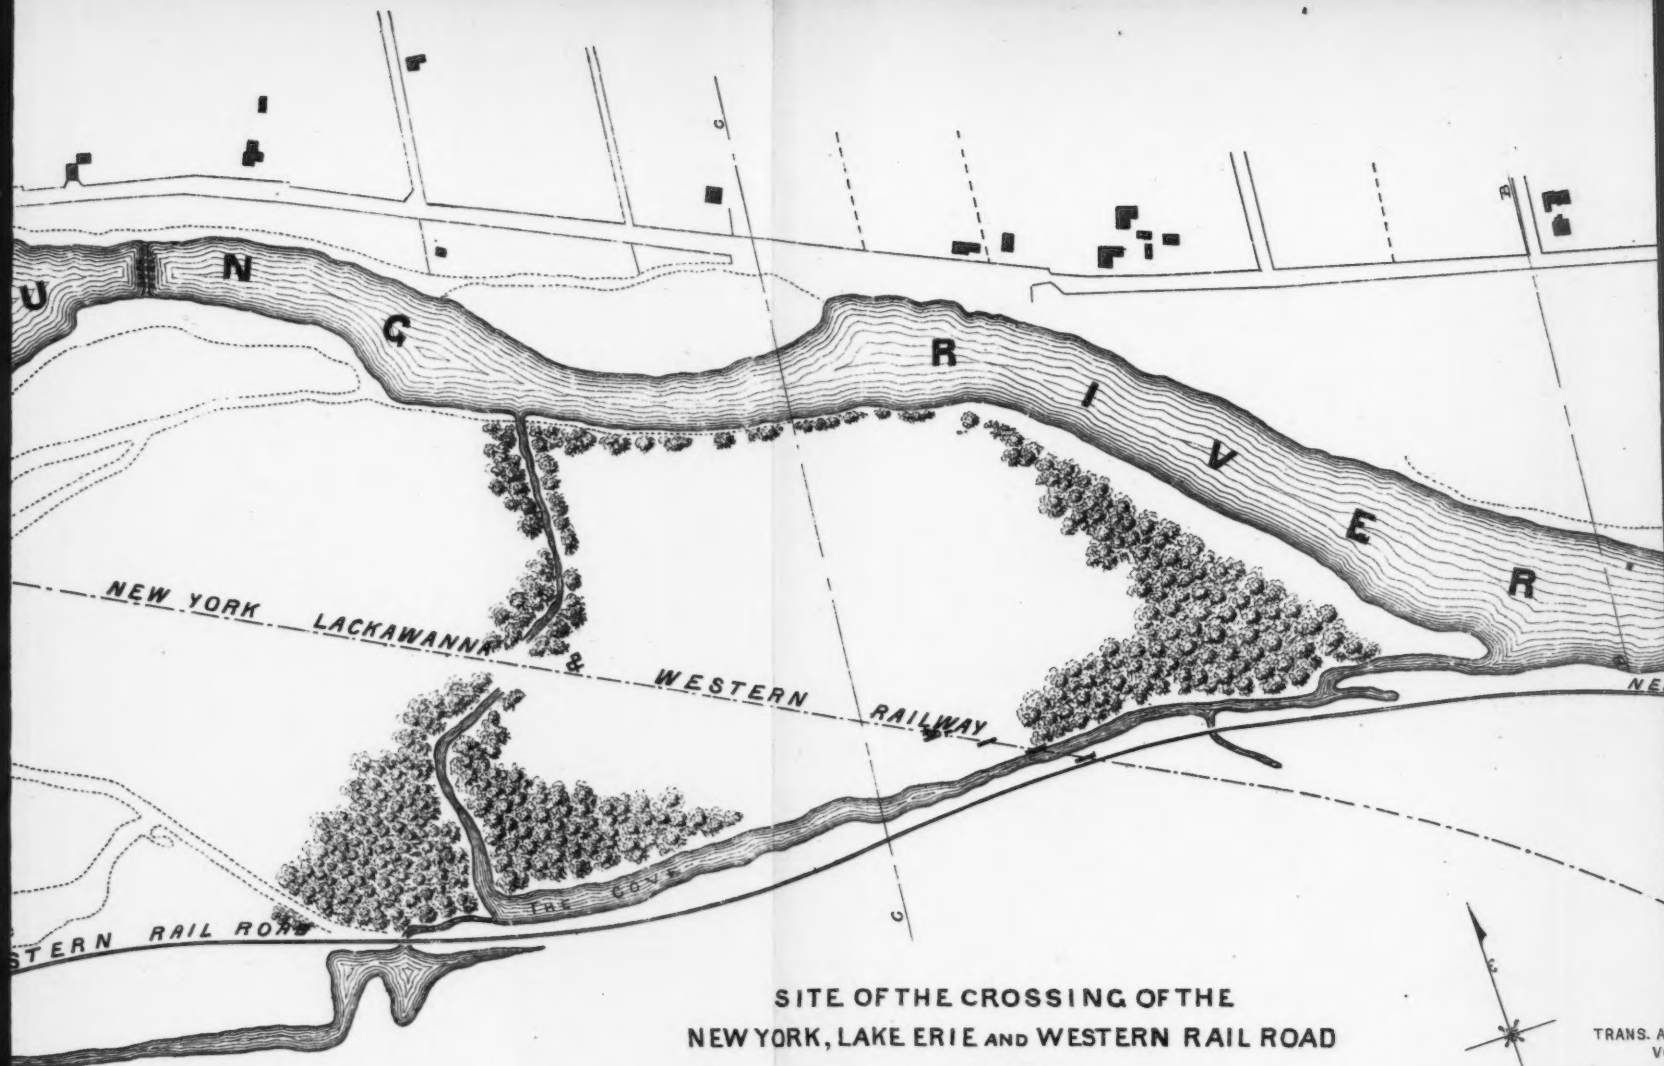 C
B
U N G RIVER
NEW YORK LACKAWANNA & WESTERN RAILWAY
NE
THE COVE
C
STERN RAIL ROAD
SITE OF THE CROSSING OF THE
NEW YORK, LAKE ERIE AND WESTERN RAIL ROAD
TRANS. A
V